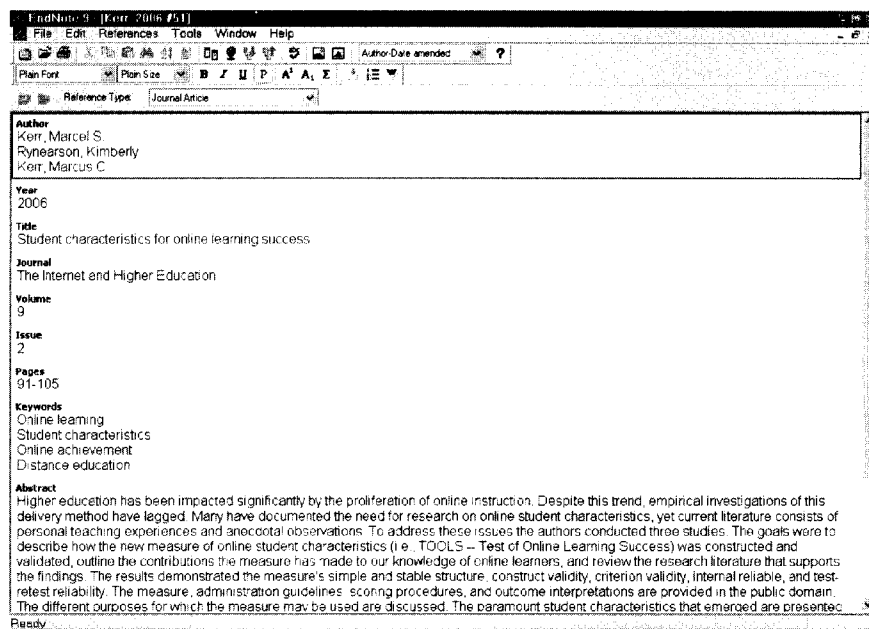 EndNote 9 - [Kerr, 2006 #51]
File Edit References Tools Window Help
Author-Date amended
Plain Font Plain Size B I U P A¹ A₁ Σ
Reference Type: Journal Article
Author
Kerr, Marcel S.
Rynearson, Kimberly
Kerr, Marcus C.
Year
2006
Title
Student characteristics for online learning success
Journal
The Internet and Higher Education
Volume
9
Issue
2
Pages
91-105
Keywords
Online learning
Student characteristics
Online achievement
Distance education
Abstract
Higher education has been impacted significantly by the proliferation of online instruction. Despite this trend, empirical investigations of this
delivery method have lagged. Many have documented the need for research on online student characteristics, yet current literature consists of
personal teaching experiences and anecdotal observations. To address these issues the authors conducted three studies. The goals were to
describe how the new measure of online student characteristics (i.e., TOOLS – Test of Online Learning Success) was constructed and
validated, outline the contributions the measure has made to our knowledge of online learners, and review the research literature that supports
the findings. The results demonstrated the measure's simple and stable structure, construct validity, criterion validity, internal reliable, and test-
retest reliability. The measure, administration guidelines, scoring procedures, and outcome interpretations are provided in the public domain.
The different purposes for which the measure may be used are discussed. The paramount student characteristics that emerged are presented
Ready